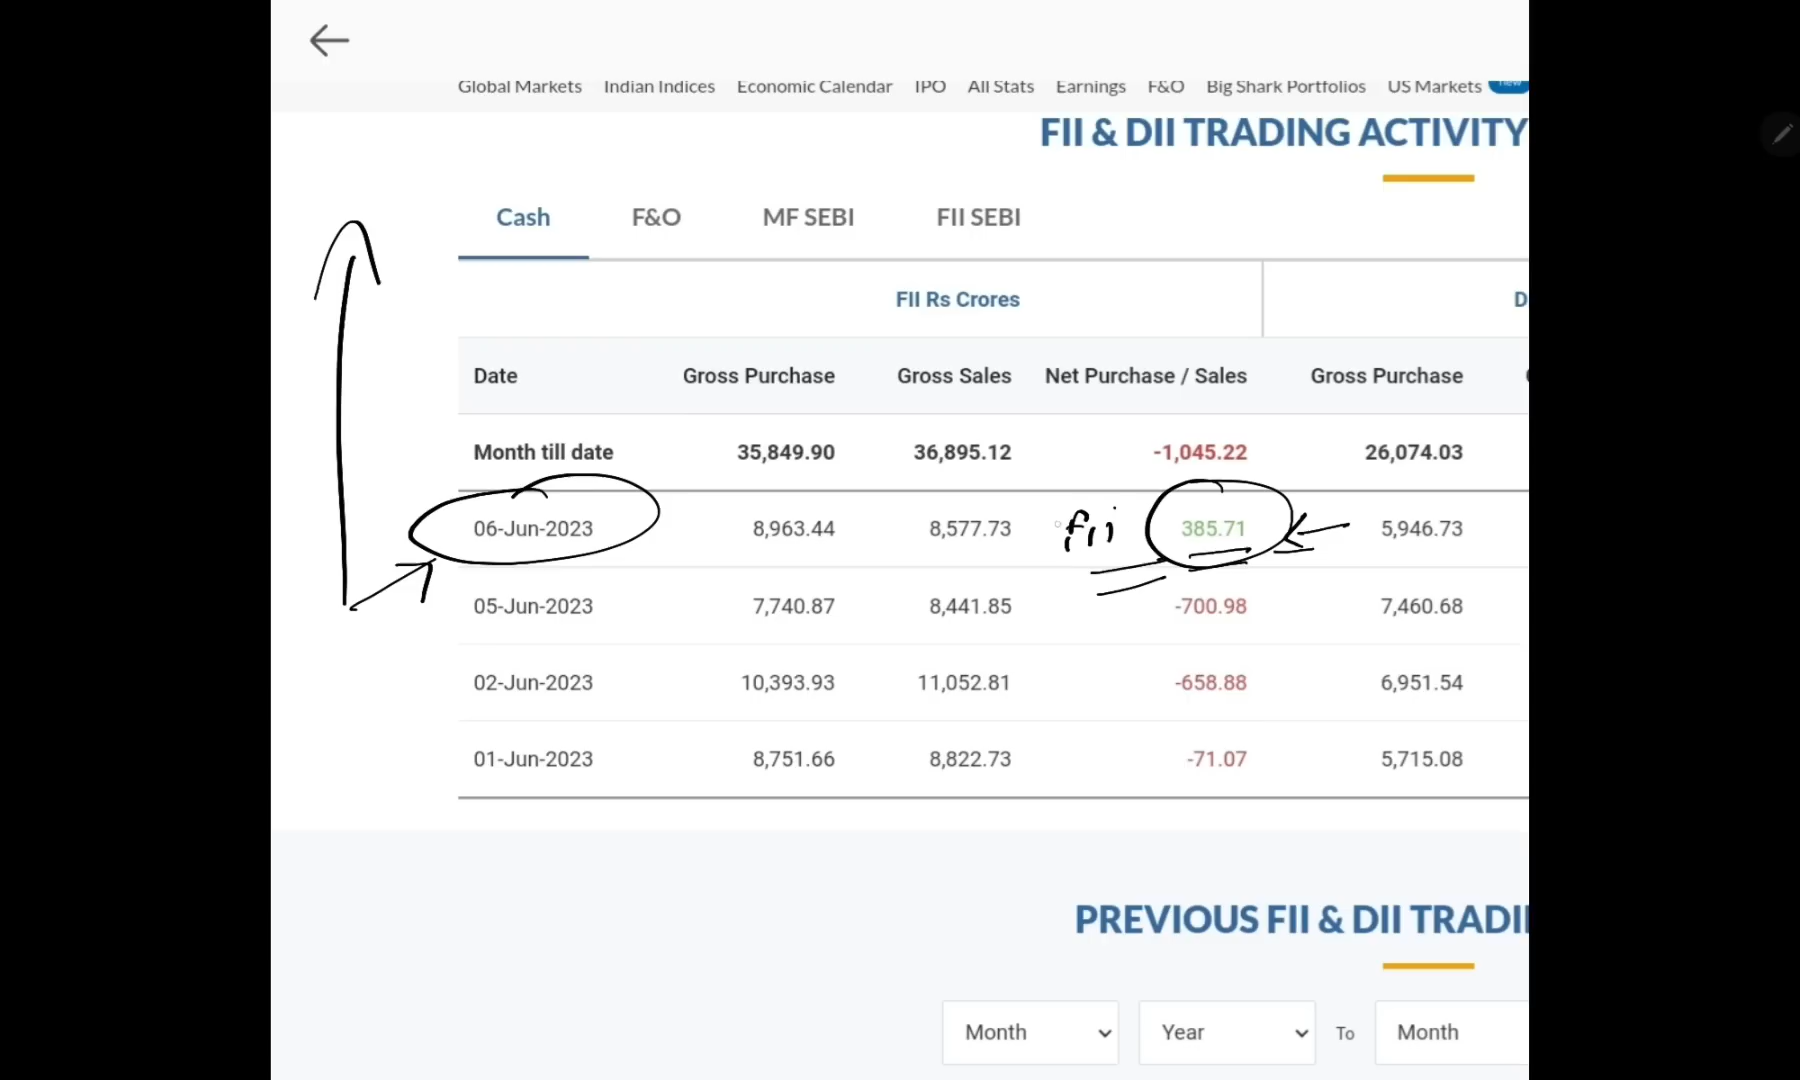 Global Markets Indian Indices Economic Calendar IPO All Stats Earnings F&O Big Shark Portfolios US Markets New
FII & DII TRADING ACTIVITY
Cash F&O MF SEBI FII SEBI
FII Rs Crores D
Date Gross Purchase Gross Sales Net Purchase / Sales Gross Purchase
Month till date 35,849.90 36,895.12 -1,045.22 26,074.03
06-Jun-2023 8,963.44 8,577.73 fii 385.71 5,946.73
05-Jun-2023 7,740.87 8,441.85 -700.98 7,460.68
02-Jun-2023 10,393.93 11,052.81 -658.88 6,951.54
01-Jun-2023 8,751.66 8,822.73 -71.07 5,715.08
PREVIOUS FII & DII TRADI
Month Year To Month